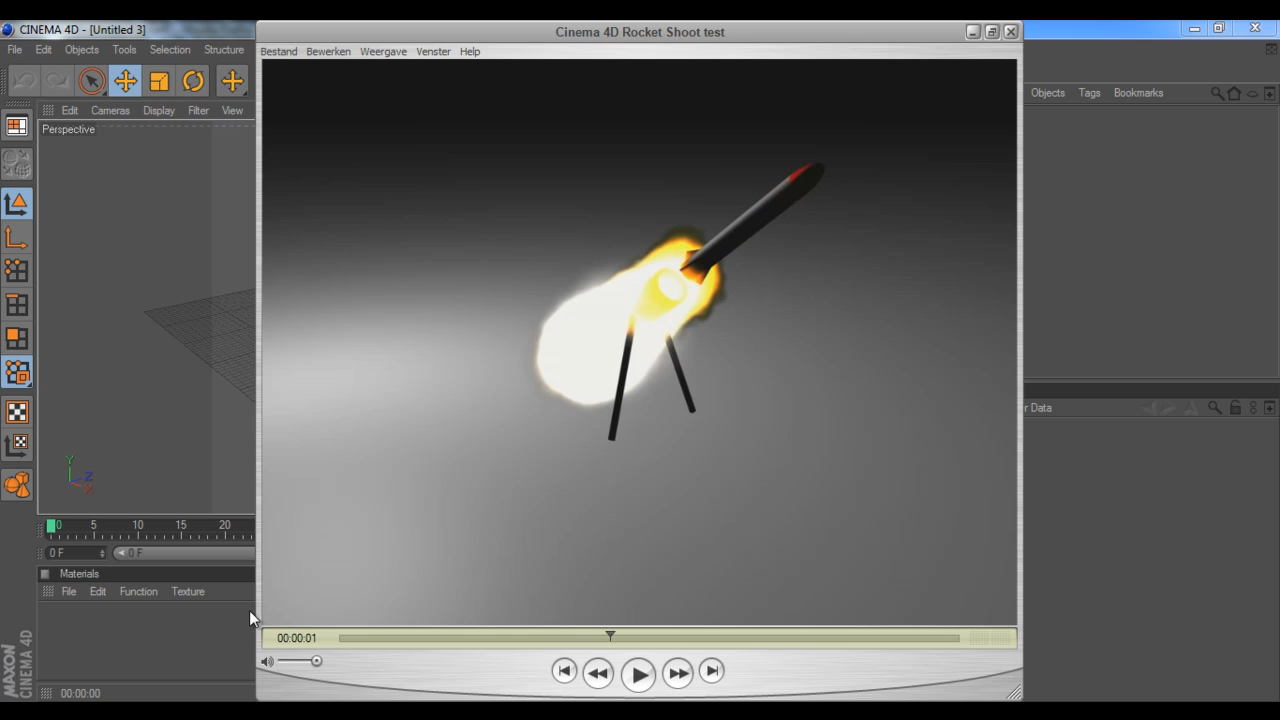 CINEMA 4D - [Untitled 3]
Cinema 4D Rocket Shoot test
File Edit Objects Tools Selection Structure
Bestand Bewerken Weergave Venster Help
Objects Tags Bookmarks
Edit Cameras Display Filter View
Perspective
r Data
Y
Z
X
0 5 10 15 20
0 F 0 F
Materials
File Edit Function Texture
00:00:01
MAXON
CINEMA 4D
00:00:00